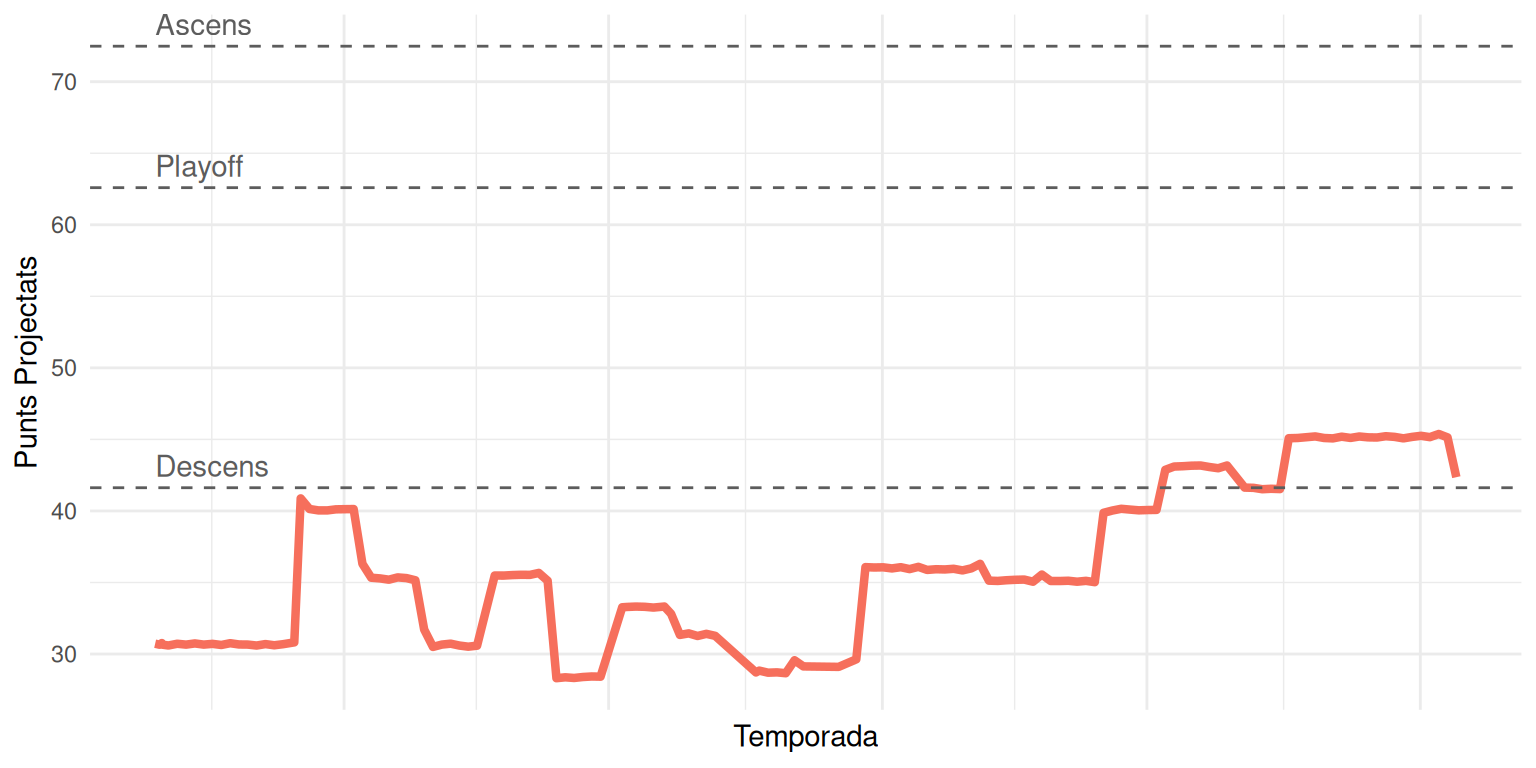 Ascens
70
Playoff
60
Punts Projectats
50
Descens
40
30
Temporada